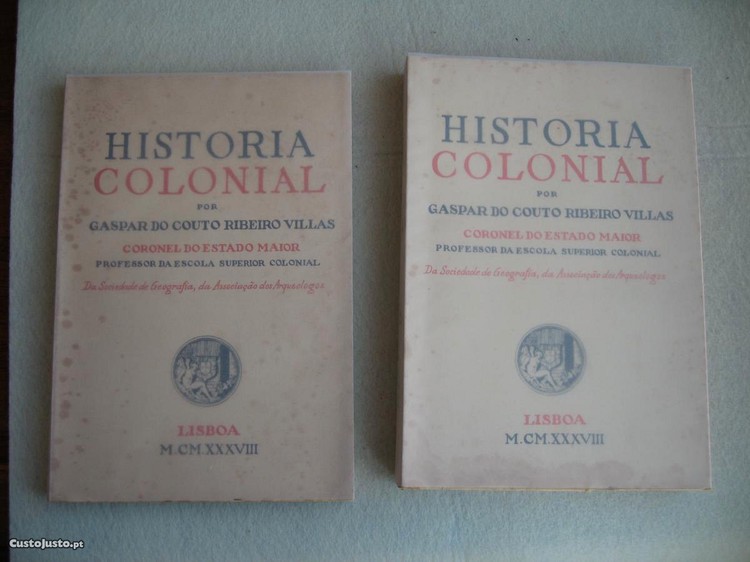 HISTORIA
COLONIAL
POR
GASPAR DO COUTO RIBEIRO VILLAS
CORONEL DO ESTADO MAIOR
PROFESSOR DA ESCOLA SUPERIOR COLONIAL
Da Sociedade de Geografia, da Associação dos Arqueologos
LISBOA
M.CM.XXXVIII
HISTORIA
COLONIAL
POR
GASPAR DO COUTO RIBEIRO VILLAS
CORONEL DO ESTADO MAIOR
PROFESSOR DA ESCOLA SUPERIOR COLONIAL
Da Sociedade de Geografia, da Associação dos Arqueologos
LISBOA
M.CM.XXXVIII
CustoJusto.pt